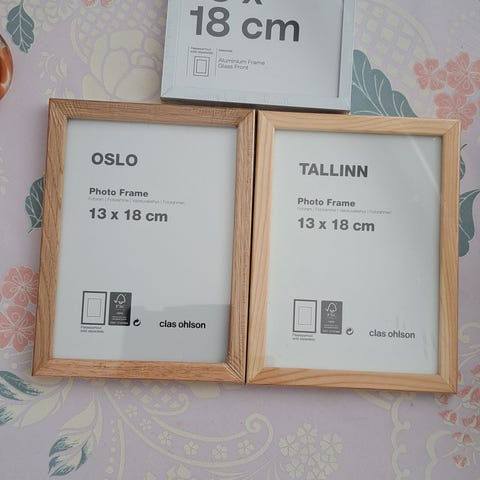 18 cm
Aluminium Frame
Glass Front
OSLO
Photo Frame
13 x 18 cm
FSC
clas ohlson
TALLINN
Photo Frame
13 x 18 cm
clas ohlson